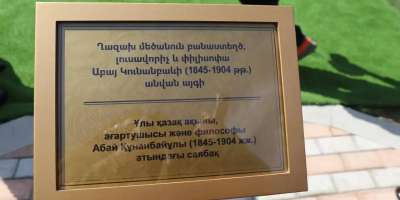 Ղազախ մեծանուն բանաստեղծ,
լուսավորիչ և փիլիսոփա
Աբայ Կունանբաևի (1845-1904 թթ.)
անվան այգի
Ұлы қазақ ақыны,
ағартушысы және философы
Абай Құнанбайұлы (1845-1904 жж.)
атындағы саябақ